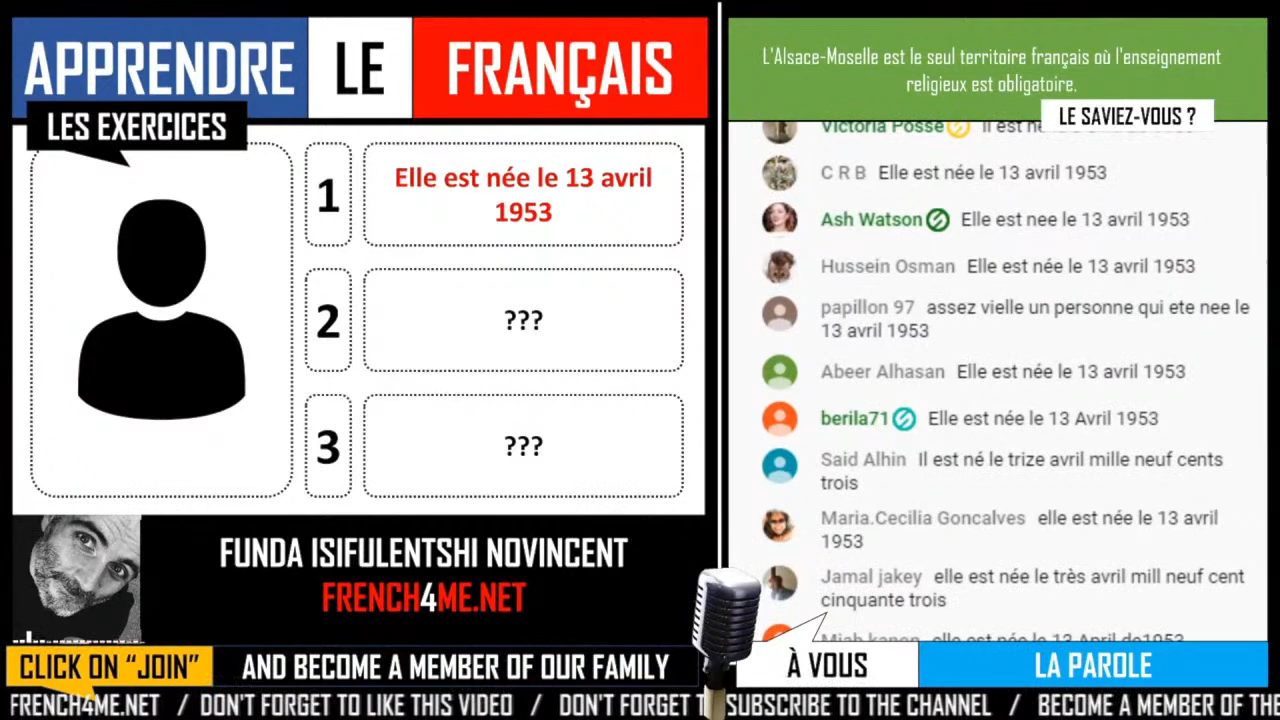 APPRENDRE LE FRANÇAIS
LES EXERCICES
1
Elle est née le 13 avril
1953
2
???
3
???
FUNDA ISIFULENTSHI NOVINCENT
FRENCH4ME.NET
CLICK ON “JOIN”
AND BECOME A MEMBER OF OUR FAMILY
L'Alsace-Moselle est le seul territoire français où l'enseignement
religieux est obligatoire.
LE SAVIEZ-VOUS ?
Victoria Posse Il est
C R B Elle est née le 13 avril 1953
Ash Watson Elle est nee le 13 avril 1953
Hussein Osman Elle est née le 13 avril 1953
papillon 97 assez vielle un personne qui ete nee le
13 avril 1953
Abeer Alhasan Elle est née le 13 avril 1953
berila71 Elle est née le 13 Avril 1953
Said Alhin Il est né le trize avril mille neuf cents
trois
Maria.Cecilia Goncalves elle est née le 13 avril
1953
Jamal jakey elle est née le très avril mill neuf cent
cinquante trois
À VOUS
LA PAROLE
FRENCH4ME.NET / DON'T FORGET TO LIKE THIS VIDEO / DON'T FORGET SUBSCRIBE TO THE CHANNEL / BECOME A MEMBER OF THE